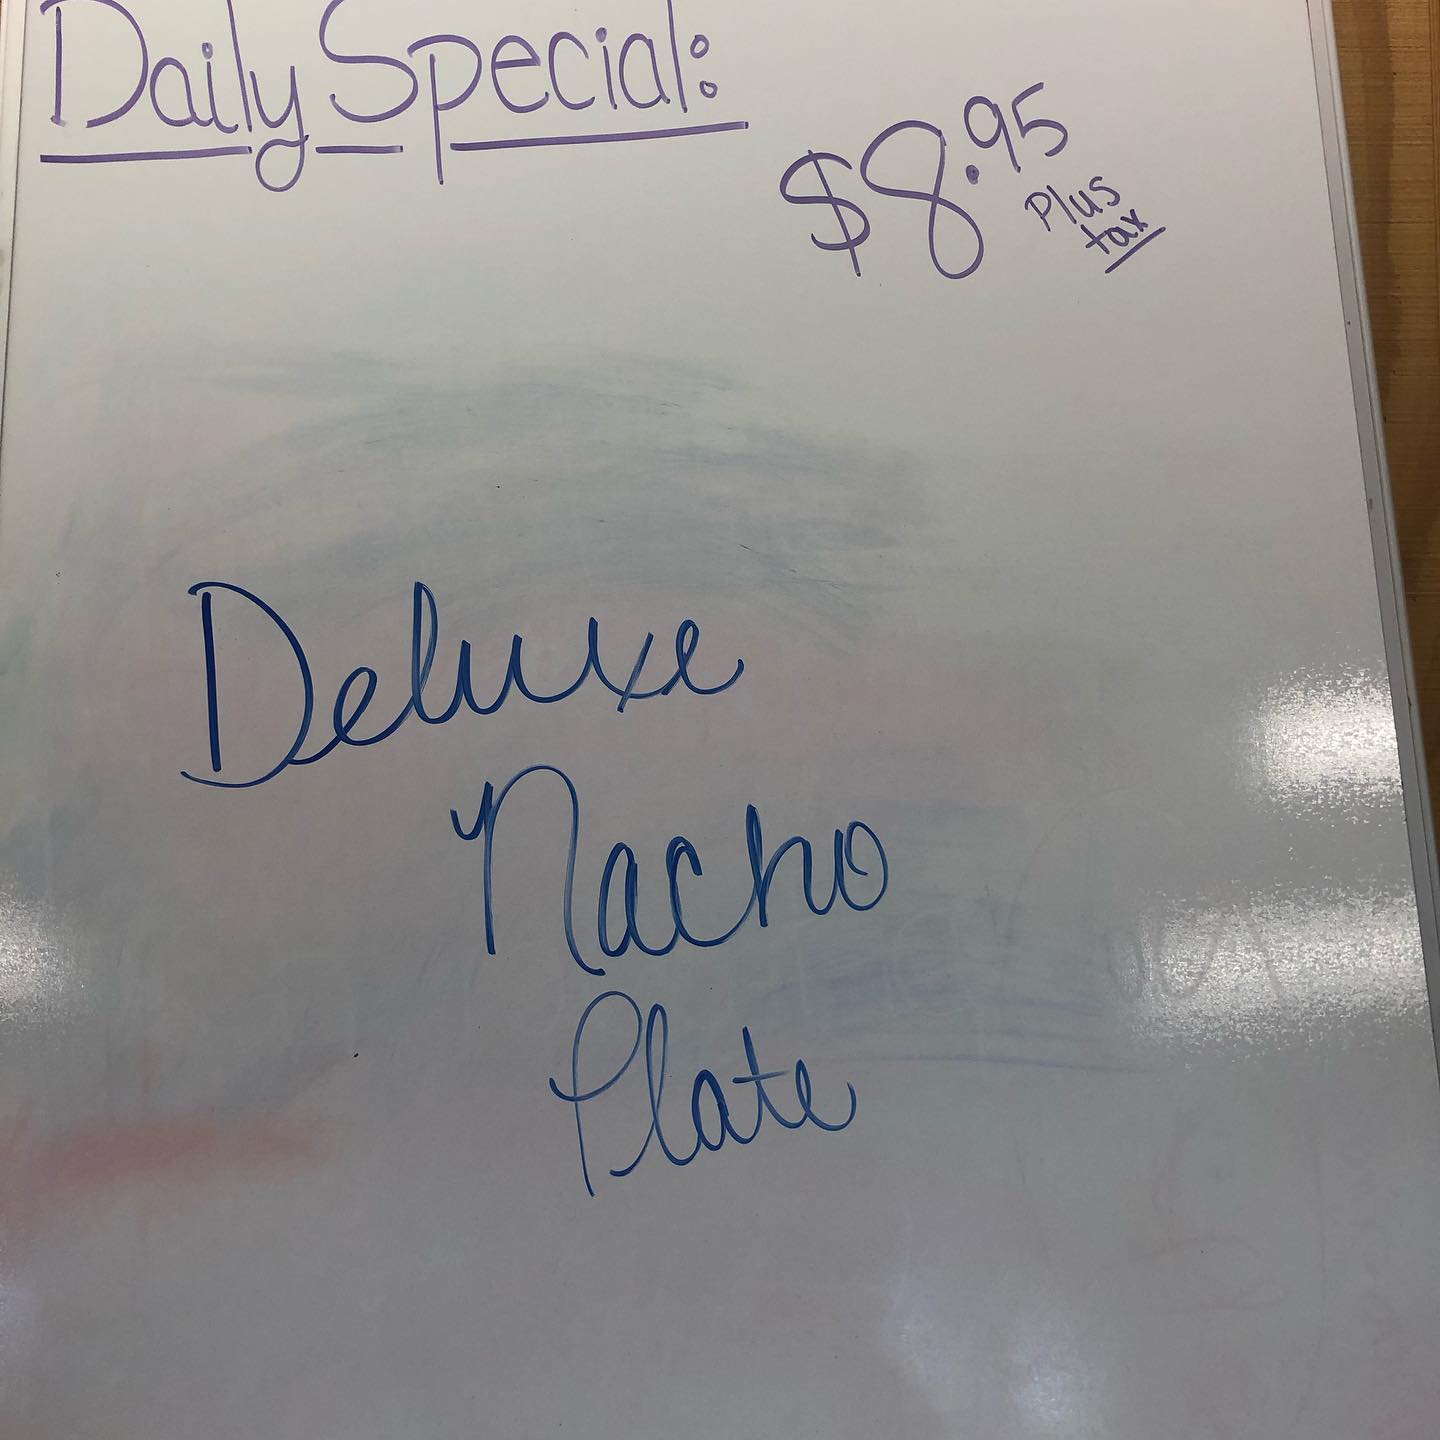 Daily Special:
$8.95
Plus
tax
Deluxe
Nacho
Plate